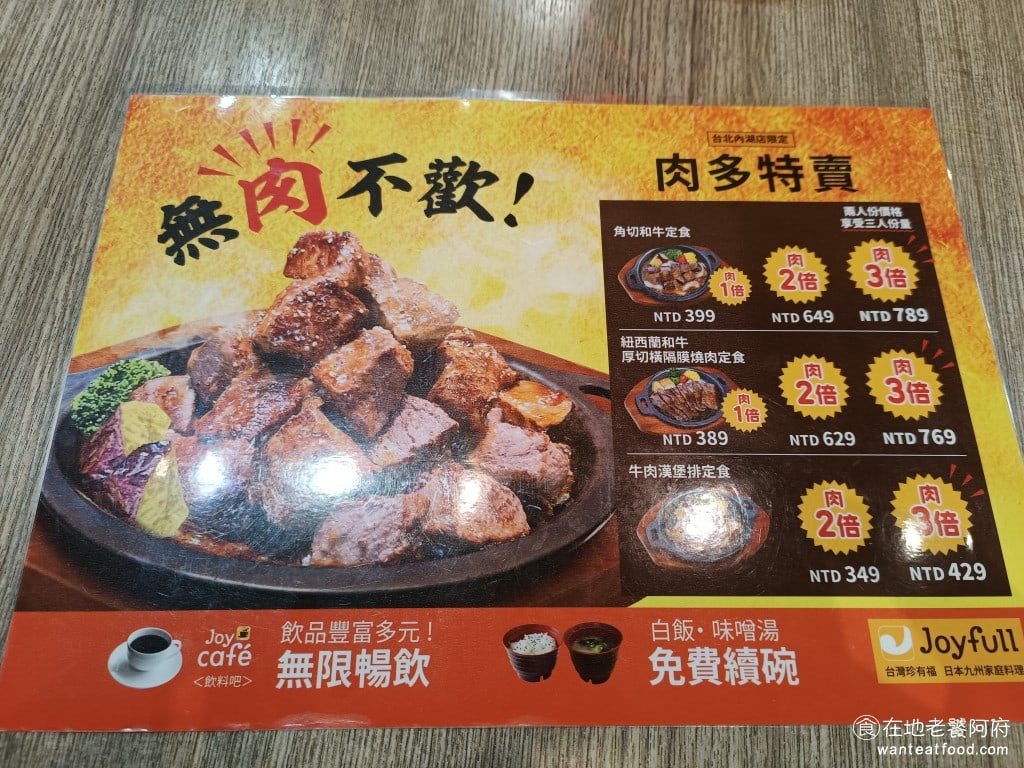 無肉不歡!
台北內湖店限定
肉多特賣
兩人份價格
享受三人份量
角切和牛定食
肉
1倍
肉
2倍
肉
3倍
NTD 399
NTD 649
NTD 789
紐西蘭和牛
厚切橫隔膜燒肉定食
肉
1倍
肉
2倍
肉
3倍
NTD 389
NTD 629
NTD 769
牛肉漢堡排定食
肉
2倍
肉
3倍
NTD 349
NTD 429
Joy
café
<飲料吧>
飲品豐富多元!
無限暢飲
白飯・味噌湯
免費續碗
Joyfull
台灣珍有福 日本九州家庭料理
食在地老饕阿府
wanteatfood.com